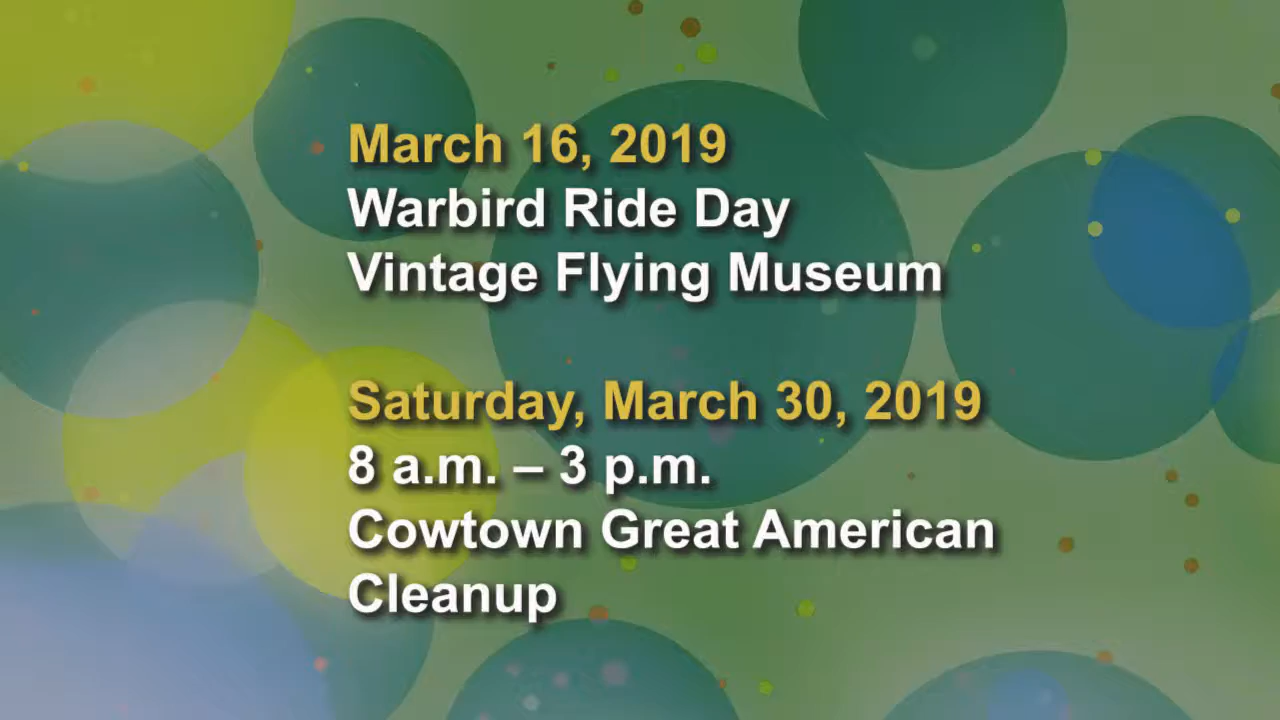 March 16, 2019
Warbird Ride Day
Vintage Flying Museum
Saturday, March 30, 2019
8 a.m. – 3 p.m.
Cowtown Great American
Cleanup